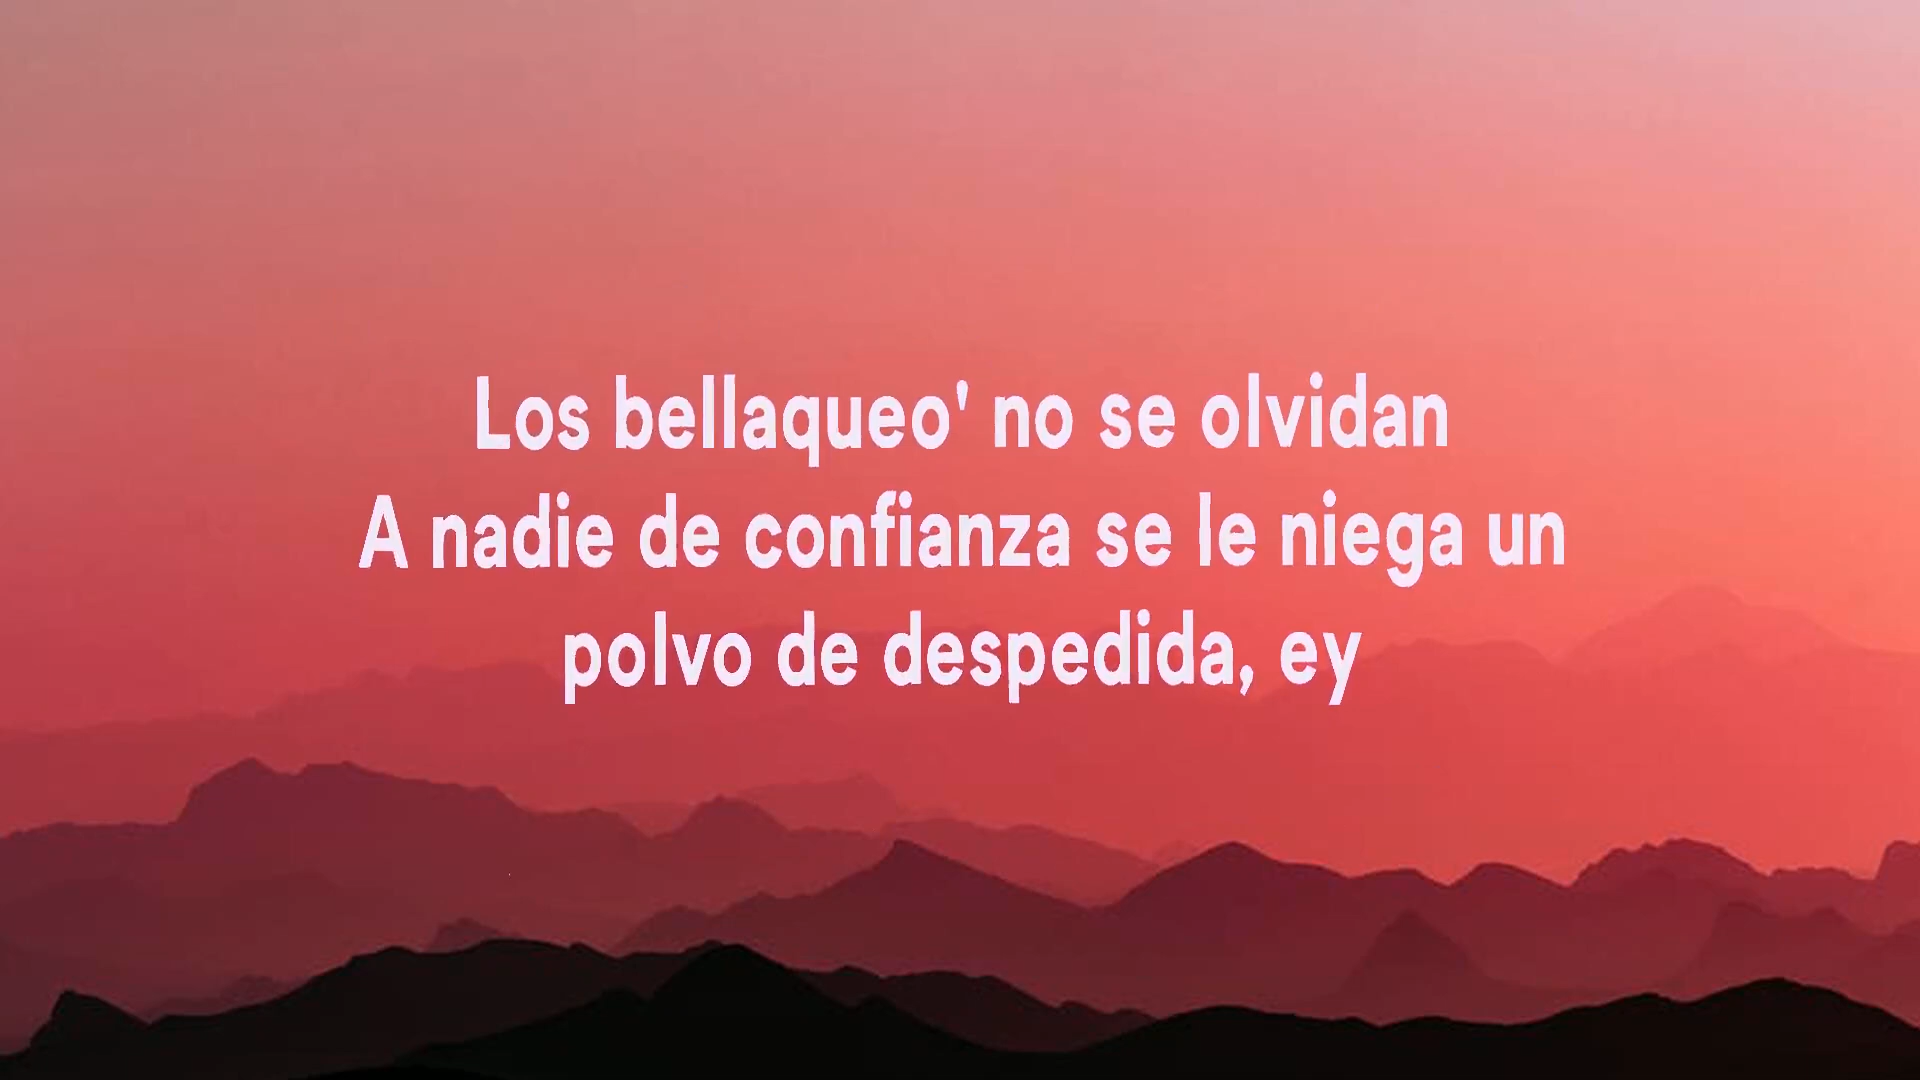 Los bellaqueo' no se olvidan
A nadie de confianza se le niega un
polvo de despedida, ey